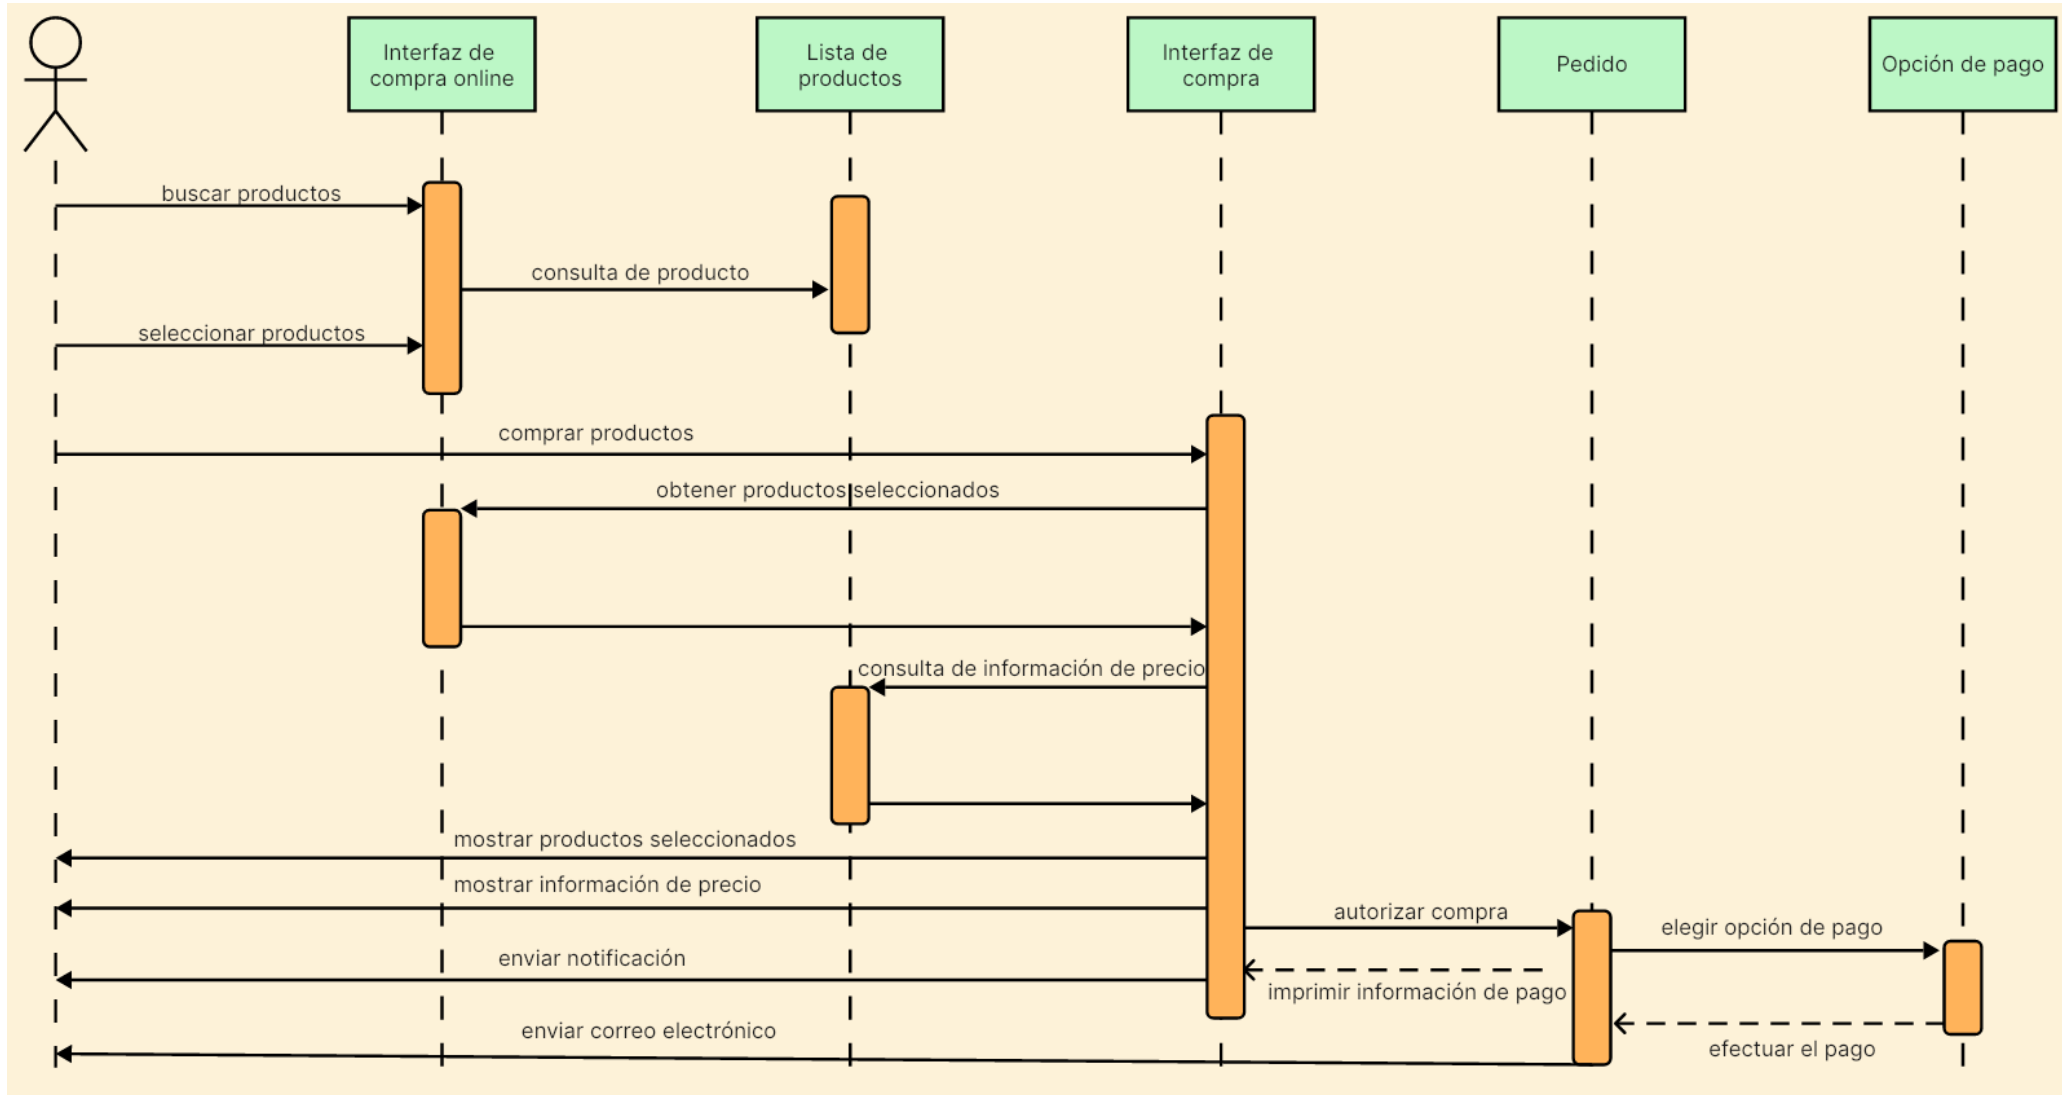 Interfaz de
compra online
Lista de
productos
Interfaz de
compra
Pedido
Opción de pago
buscar productos
consulta de producto
seleccionar productos
comprar productos
obtener productos seleccionados
consulta de información de precio
mostrar productos seleccionados
mostrar información de precio
autorizar compra
elegir opción de pago
enviar notificación
imprimir información de pago
enviar correo electrónico
efectuar el pago